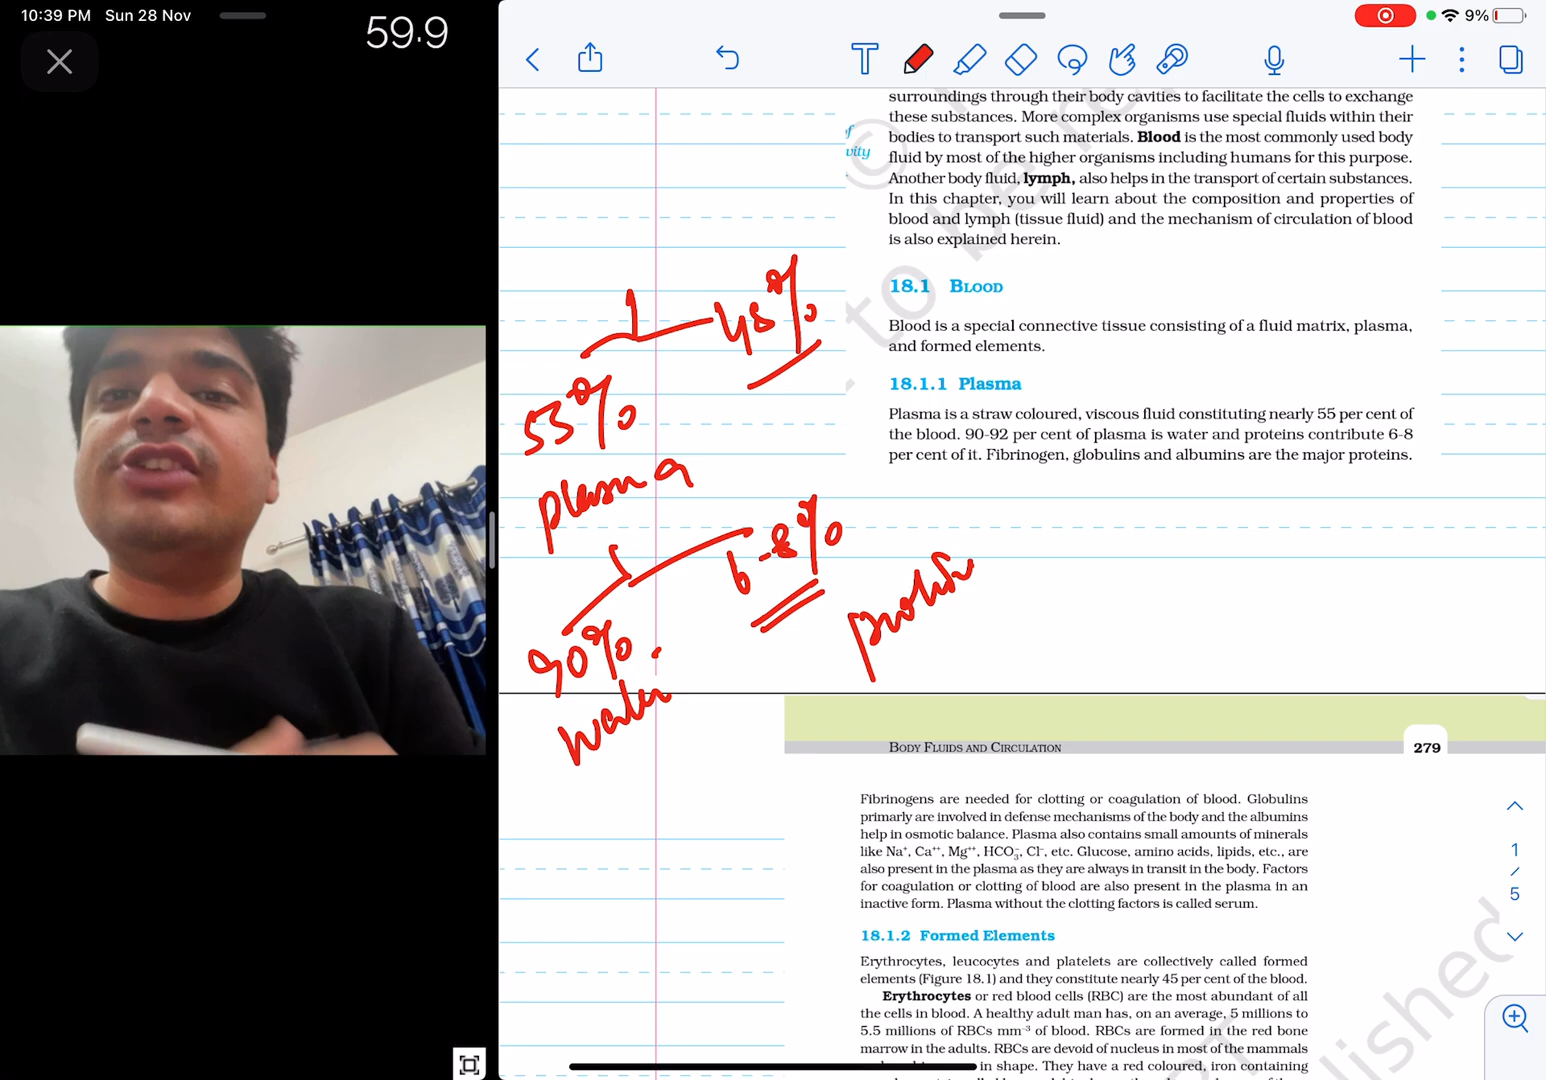 10:39 PM Sun 28 Nov
59.9
9%
surroundings through their body cavities to facilitate the cells to exchange
these substances. More complex organisms use special fluids within their
bodies to transport such materials. Blood is the most commonly used body
fluid by most of the higher organisms including humans for this purpose.
Another body fluid, lymph, also helps in the transport of certain substances.
In this chapter, you will learn about the composition and properties of
blood and lymph (tissue fluid) and the mechanism of circulation of blood
is also explained herein.
f
vity
©
to be re
18.1 BLOOD
Blood is a special connective tissue consisting of a fluid matrix, plasma,
and formed elements.
18.1.1 Plasma
Plasma is a straw coloured, viscous fluid constituting nearly 55 per cent of
the blood. 90-92 per cent of plasma is water and proteins contribute 6-8
per cent of it. Fibrinogen, globulins and albumins are the major proteins.
45%
55%
plasma
6-8%
protein
90%
water
BODY FLUIDS AND CIRCULATION
279
Fibrinogens are needed for clotting or coagulation of blood. Globulins
primarily are involved in defense mechanisms of the body and the albumins
help in osmotic balance. Plasma also contains small amounts of minerals
like Na⁺, Ca⁺⁺, Mg⁺⁺, HCO₃⁻, Cl⁻, etc. Glucose, amino acids, lipids, etc., are
also present in the plasma as they are always in transit in the body. Factors
for coagulation or clotting of blood are also present in the plasma in an
inactive form. Plasma without the clotting factors is called serum.
18.1.2 Formed Elements
Erythrocytes, leucocytes and platelets are collectively called formed
elements (Figure 18.1) and they constitute nearly 45 per cent of the blood.
Erythrocytes or red blood cells (RBC) are the most abundant of all
the cells in blood. A healthy adult man has, on an average, 5 millions to
5.5 millions of RBCs mm⁻³ of blood. RBCs are formed in the red bone
marrow in the adults. RBCs are devoid of nucleus in most of the mammals
in shape. They have a red coloured, iron containing
1
/
5
lished